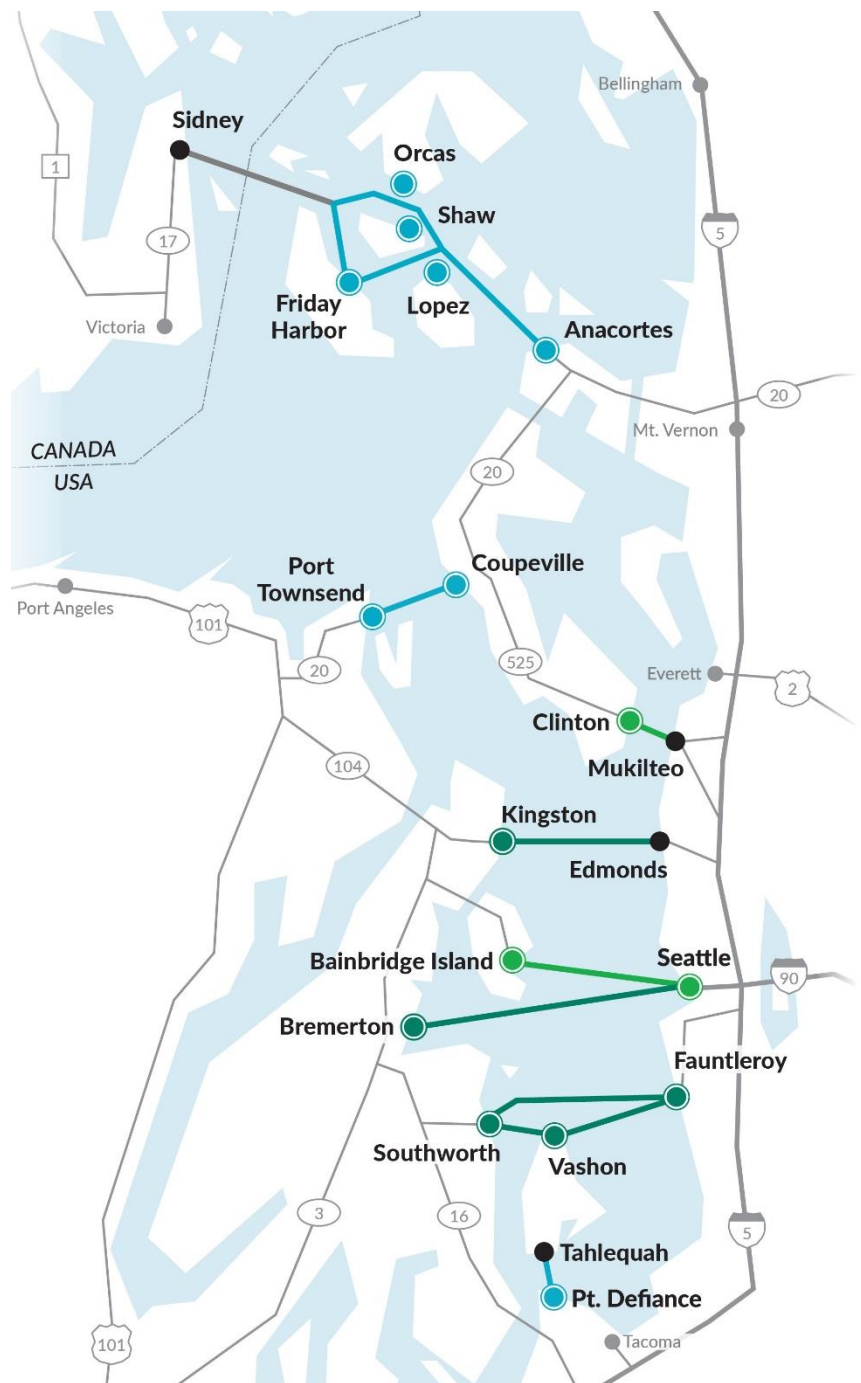 Bellingham
Sidney
Orcas
1
Shaw
5
17
Friday
Harbor
Lopez
Victoria
Anacortes
20
Mt. Vernon
CANADA
USA
20
Port
Townsend
Coupeville
Port Angeles
101
20
525
Everett
2
Clinton
Mukilteo
104
Kingston
Edmonds
Bainbridge Island
Seattle
90
Bremerton
Fauntleroy
Southworth
Vashon
3
16
5
Tahlequah
Pt. Defiance
101
Tacoma